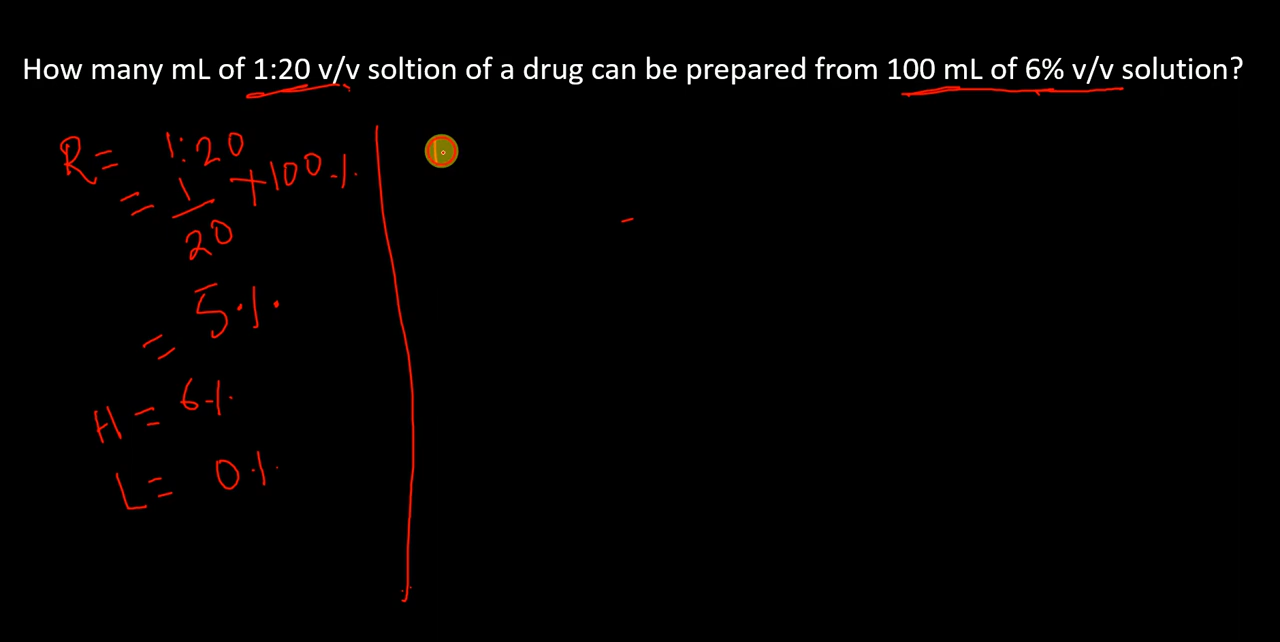 How many mL of 1:20 v/v soltion of a drug can be prepared from 100 mL of 6% v/v solution?
R = 1:20
= 1/20 × 100 %
= 5 %
H = 6 %
L = 0 %